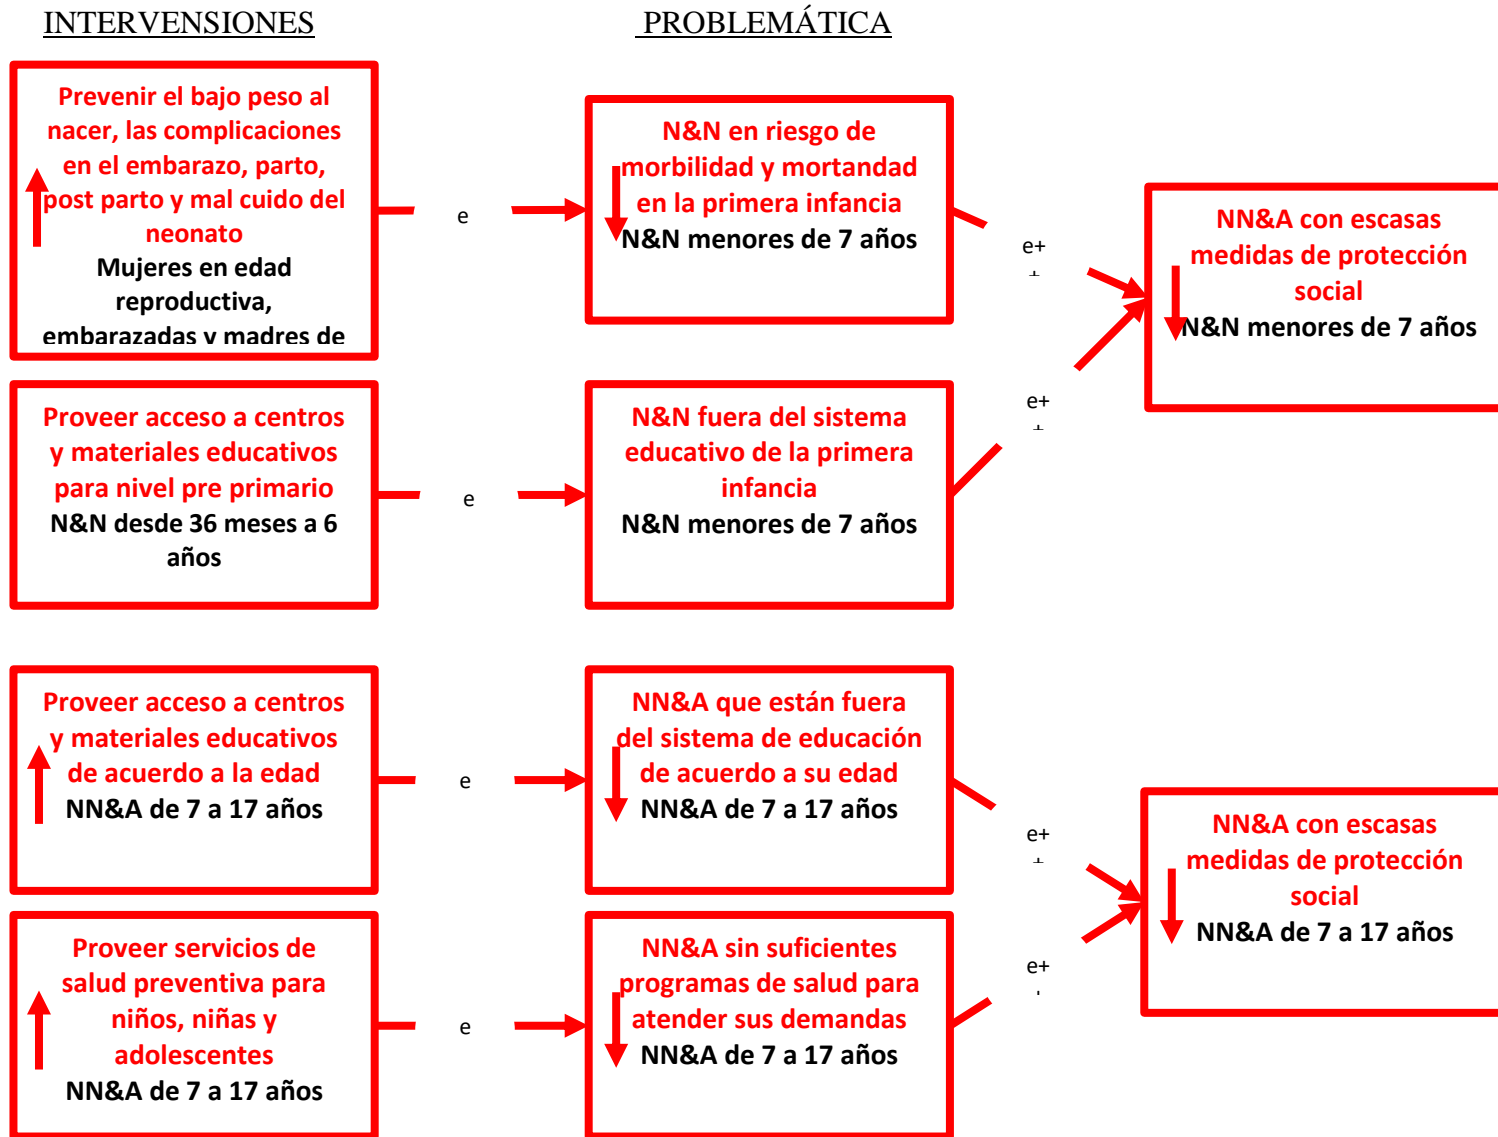 INTERVENSIONES
PROBLEMÁTICA
Prevenir el bajo peso al
nacer, las complicaciones
en el embarazo, parto,
post parto y mal cuido del
neonato
Mujeres en edad
reproductiva,
embarazadas y madres de
e
N&N en riesgo de
morbilidad y mortandad
en la primera infancia
N&N menores de 7 años
e+
+
NN&A con escasas
medidas de protección
social
N&N menores de 7 años
Proveer acceso a centros
y materiales educativos
para nivel pre primario
N&N desde 36 meses a 6
años
e
N&N fuera del sistema
educativo de la primera
infancia
N&N menores de 7 años
e+
+
Proveer acceso a centros
y materiales educativos
de acuerdo a la edad
NN&A de 7 a 17 años
e
NN&A que están fuera
del sistema de educación
de acuerdo a su edad
NN&A de 7 a 17 años
e+
+
NN&A con escasas
medidas de protección
social
NN&A de 7 a 17 años
Proveer servicios de
salud preventiva para
niños, niñas y
adolescentes
NN&A de 7 a 17 años
e
NN&A sin suficientes
programas de salud para
atender sus demandas
NN&A de 7 a 17 años
e+